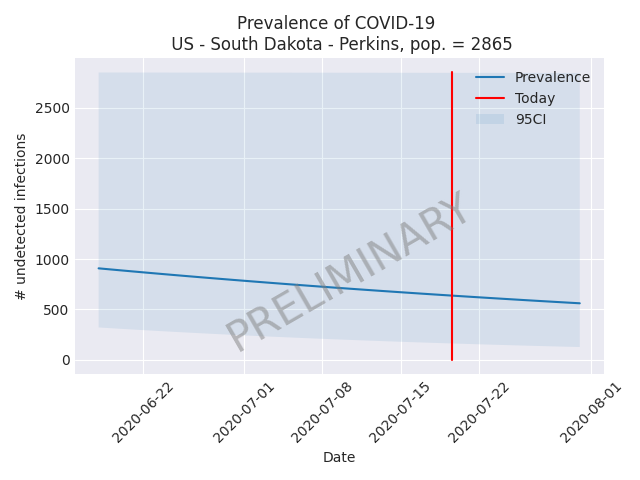 Prevalence of COVID-19
US - South Dakota - Perkins, pop. = 2865
Prevalence
Today
95CI
2500
2000
1500
1000
500
0
# undetected infections
PRELIMINARY
2020-06-22
2020-07-01
2020-07-08
2020-07-15
2020-07-22
2020-08-01
Date